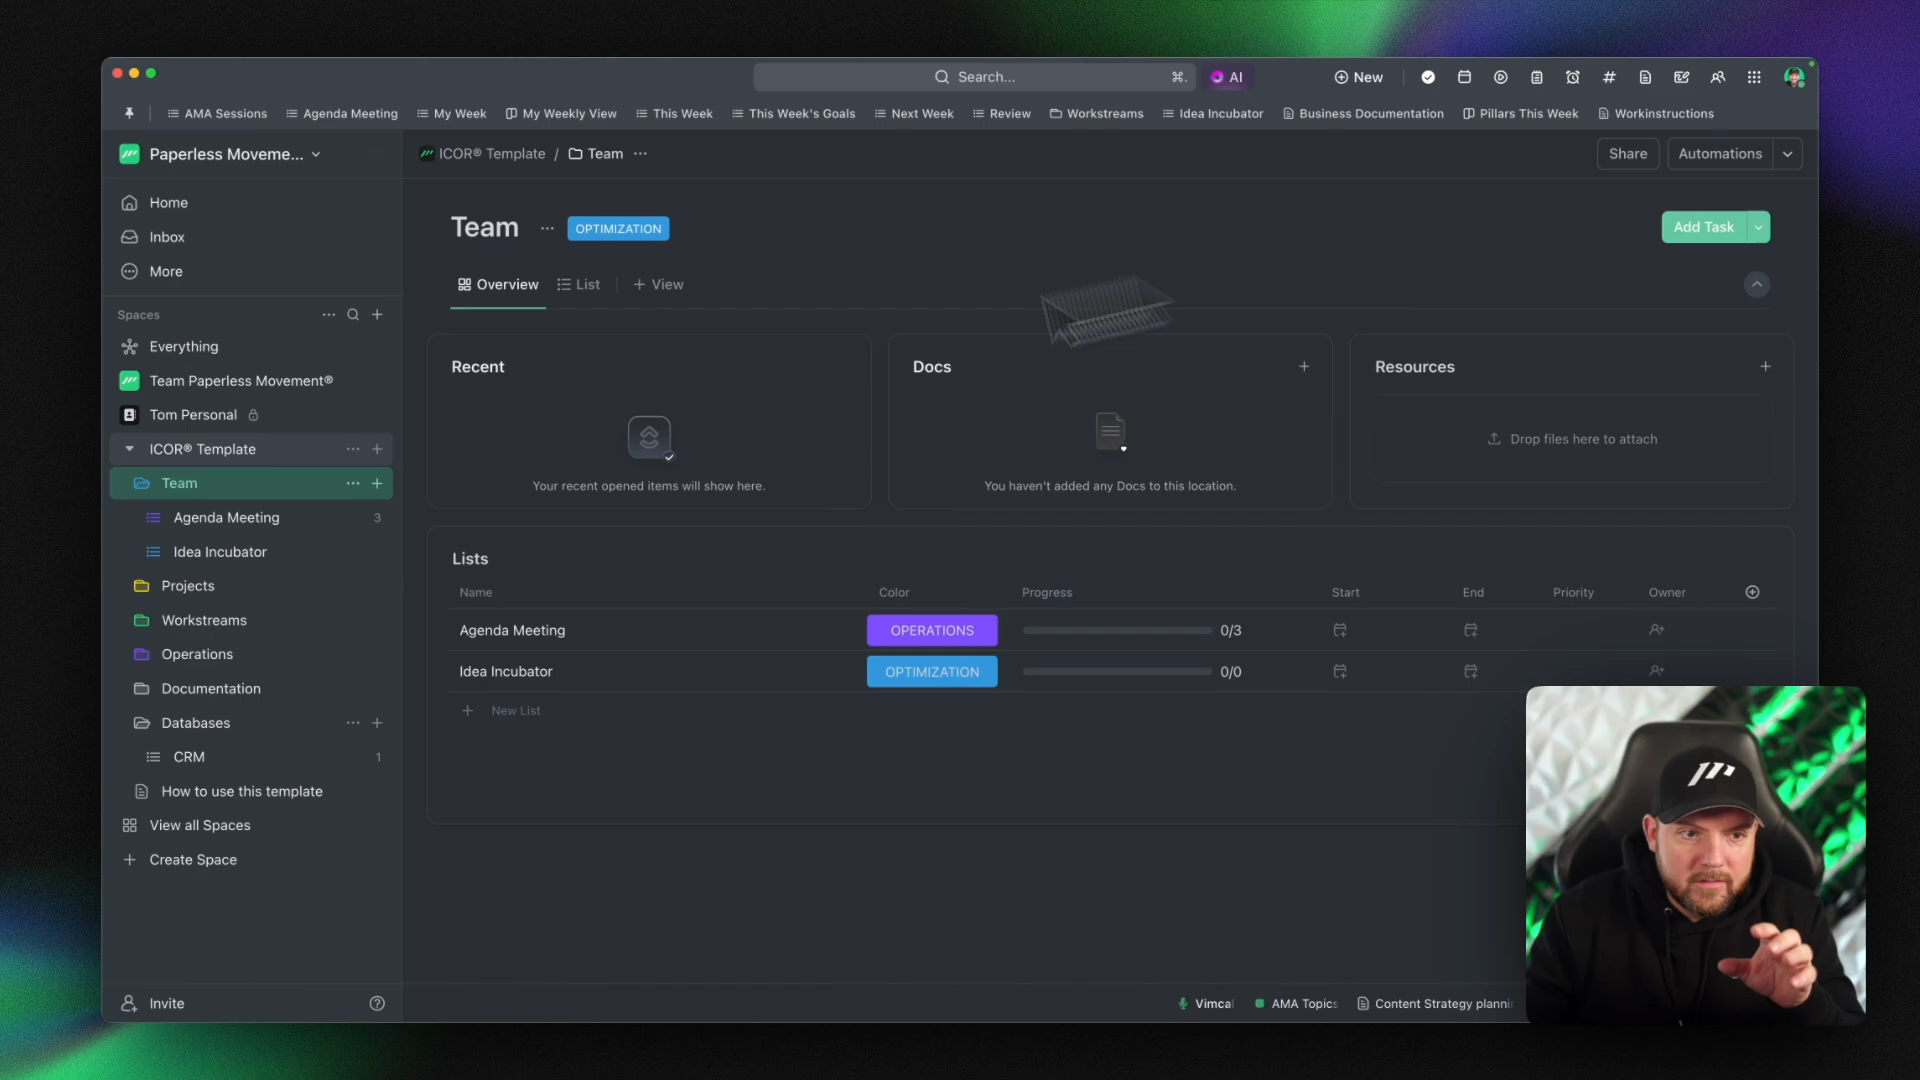 Search...
⌘.
AI
New
AMA Sessions
Agenda Meeting
My Week
My Weekly View
This Week
This Week's Goals
Next Week
Review
Workstreams
Idea Incubator
Business Documentation
Pillars This Week
Workinstructions
Paperless Moveme...
ICOR® Template / Team
Share
Automations
Home
Inbox
More
Spaces
Everything
Team Paperless Movement®
Tom Personal
ICOR® Template
Team
Agenda Meeting 3
Idea Incubator
Projects
Workstreams
Operations
Documentation
Databases
CRM 1
How to use this template
View all Spaces
Create Space
Invite
Team
OPTIMIZATION
Add Task
Overview
List
View
Recent
Your recent opened items will show here.
Docs
You haven't added any Docs to this location.
Resources
Drop files here to attach
Lists
Name Color Progress Start End Priority Owner
Agenda Meeting OPERATIONS 0/3
Idea Incubator OPTIMIZATION 0/0
New List
Vimcal
AMA Topics
Content Strategy plannin